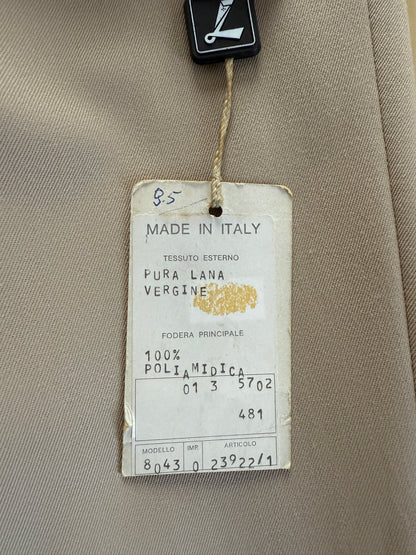 9.5
MADE IN ITALY
TESSUTO ESTERNO
PURA LANA
VERGINE
FODERA PRINCIPALE
100%
POLIAMIDICA
01 3 5702
481
MODELLO IMP. ARTICOLO
8043 0 23922/1